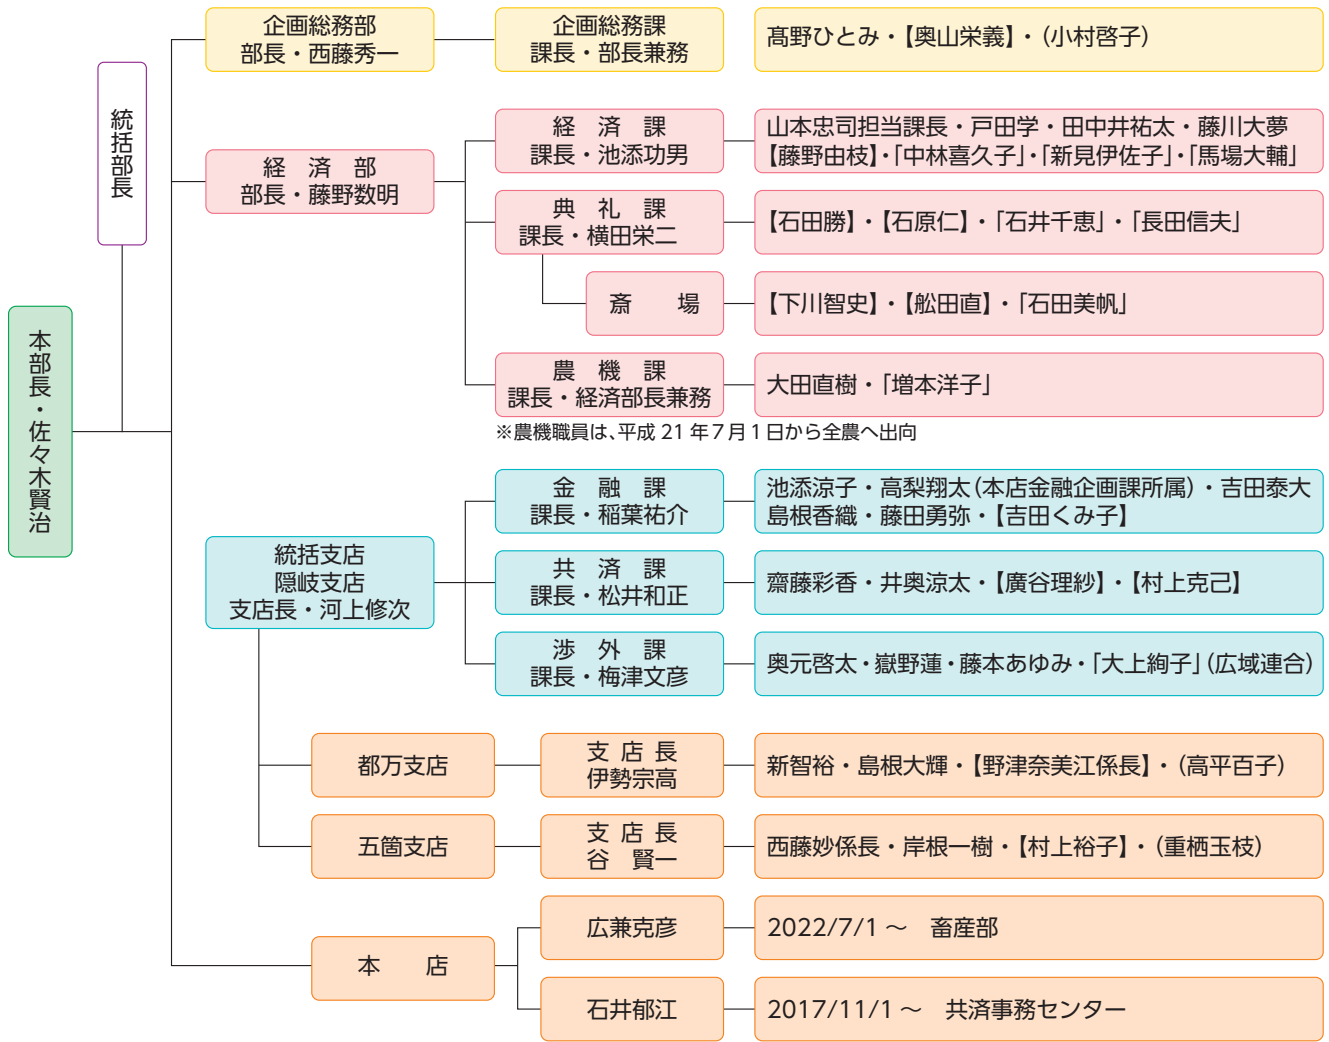 本部長・佐々木賢治
統括部長
企画総務部
部長・西藤秀一
企画総務課
課長・部長兼務
髙野ひとみ・【奥山栄義】・（小村啓子）
経　済　部
部長・藤野数明
経　済　課
課長・池添功男
山本忠司担当課長・戸田学・田中井祐太・藤川大夢
【藤野由枝】・「中林喜久子」・「新見伊佐子」・「馬場大輔」
典　礼　課
課長・横田栄二
【石田勝】・【石原仁】・「石井千恵」・「長田信夫」
斎　　場
【下川智史】・【舩田直】・「石田美帆」
農　機　課
課長・経済部長兼務
大田直樹・「増本洋子」
※農機職員は、平成 21 年７月１日から全農へ出向
統括支店
隠岐支店
支店長・河上修次
金　融　課
課長・稲葉祐介
池添涼子・高梨翔太（本店金融企画課所属）・吉田泰大
島根香織・藤田勇弥・【吉田くみ子】
共　済　課
課長・松井和正
齋藤彩香・井奥涼太・【廣谷理紗】・【村上克己】
渉　外　課
課長・梅津文彦
奥元啓太・嶽野蓮・藤本あゆみ・「大上絢子」（広域連合）
都万支店
支 店 長
伊勢宗高
新智裕・島根大輝・【野津奈美江係長】・（高平百子）
五箇支店
支 店 長
谷　賢一
西藤妙係長・岸根一樹・【村上裕子】・（重栖玉枝）
本　　店
広兼克彦
2022/7/1 ～　畜産部
石井郁江
2017/11/1 ～　共済事務センター